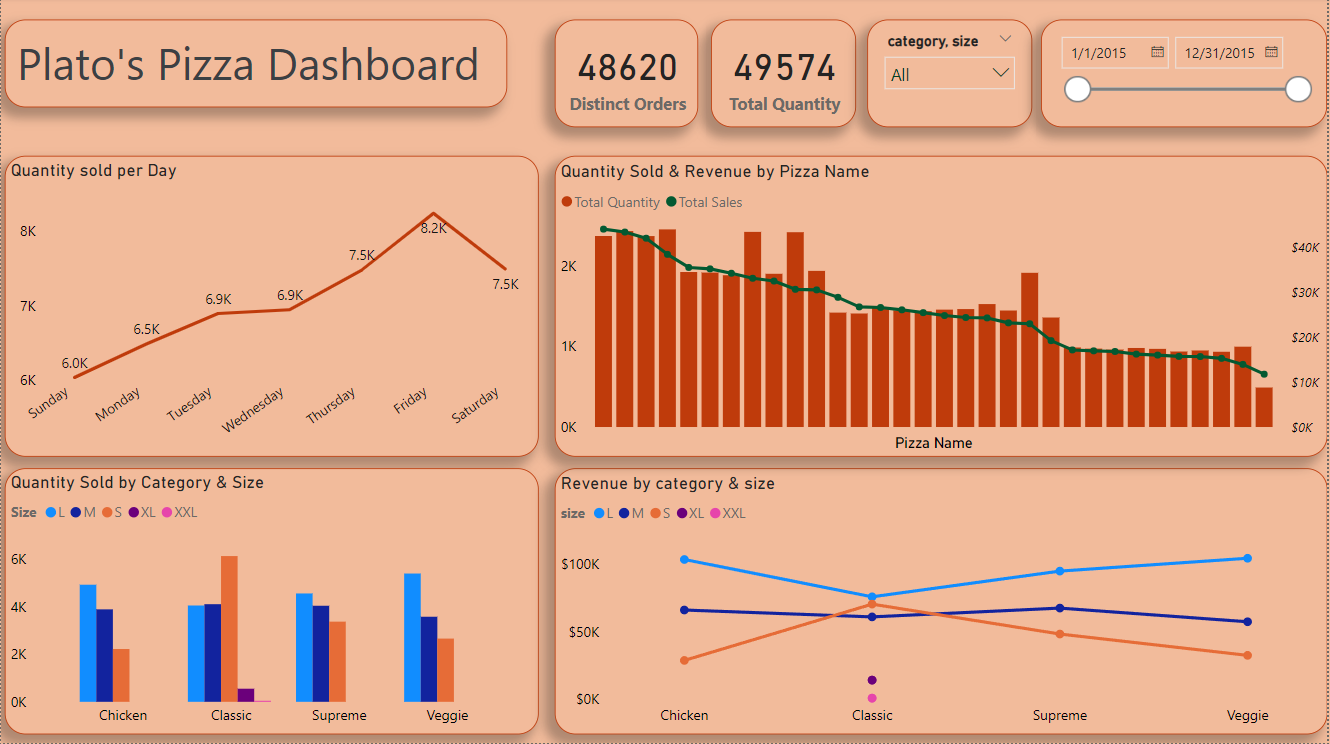 Plato's Pizza Dashboard
48620
Distinct Orders
49574
Total Quantity
category, size
All
1/1/2015
12/31/2015
Quantity sold per Day
8K
7K
6K
6.0K
6.5K
6.9K
6.9K
7.5K
8.2K
7.5K
Sunday
Monday
Tuesday
Wednesday
Thursday
Friday
Saturday
Quantity Sold & Revenue by Pizza Name
Total Quantity Total Sales
2K
1K
0K
$40K
$30K
$20K
$10K
$0K
Pizza Name
Quantity Sold by Category & Size
Size L M S XL XXL
6K
4K
2K
0K
Chicken Classic Supreme Veggie
Revenue by category & size
size L M S XL XXL
$100K
$50K
$0K
Chicken Classic Supreme Veggie